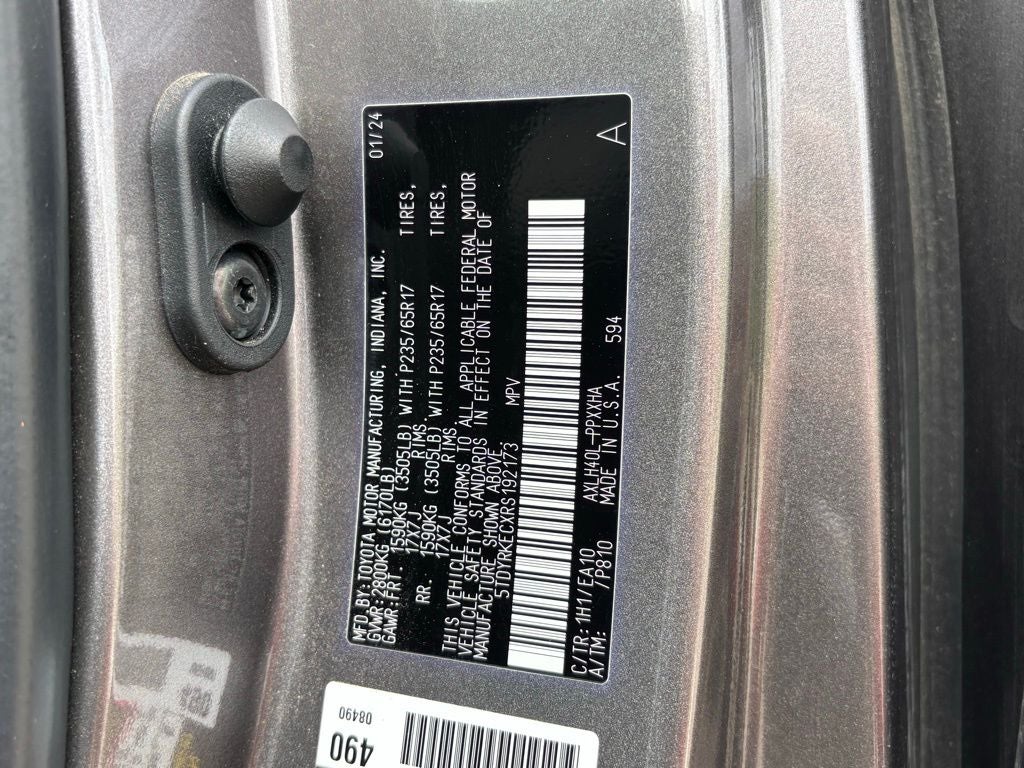 MFD.BY:TOYOTA MOTOR MANUFACTURING, INDIANA, INC. 01/24
GVWR:2800KG (6170LB)
GAWR:FRT. 1590KG (3505LB) WITH P235/65R17 TIRES,
17X7J RIMS
RR. 1590KG (3505LB) WITH P235/65R17 TIRES,
17X7J RIMS
THIS VEHICLE CONFORMS TO ALL APPLICABLE FEDERAL MOTOR
VEHICLE SAFETY STANDARDS IN EFFECT ON THE DATE OF
MANUFACTURE SHOWN ABOVE.
5TDYRKECXRS192173 MPV
C/TR: 1H1/EA10 AXLH40L-PPXXHA
A/TM: /P810 MADE IN U.S.A. 594 A
08490
490